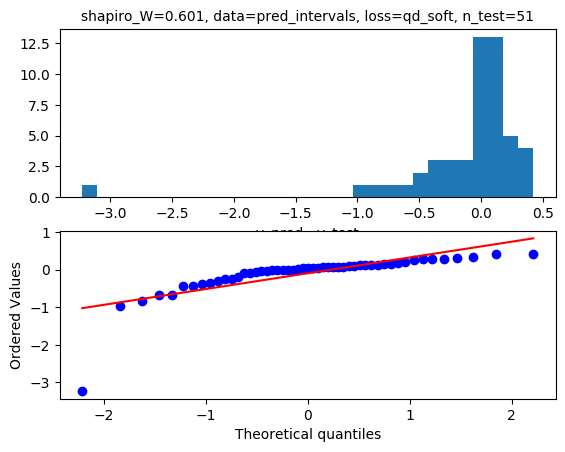 shapiro_W=0.601, data=pred_intervals, loss=qd_soft, n_test=51
12.5
10.0
7.5
5.0
2.5
0.0
−3.0 −2.5 −2.0 −1.5 −1.0 −0.5 0.0 0.5
Ordered Values
1
0
−1
−2
−3
−2 −1 0 1 2
Theoretical quantiles